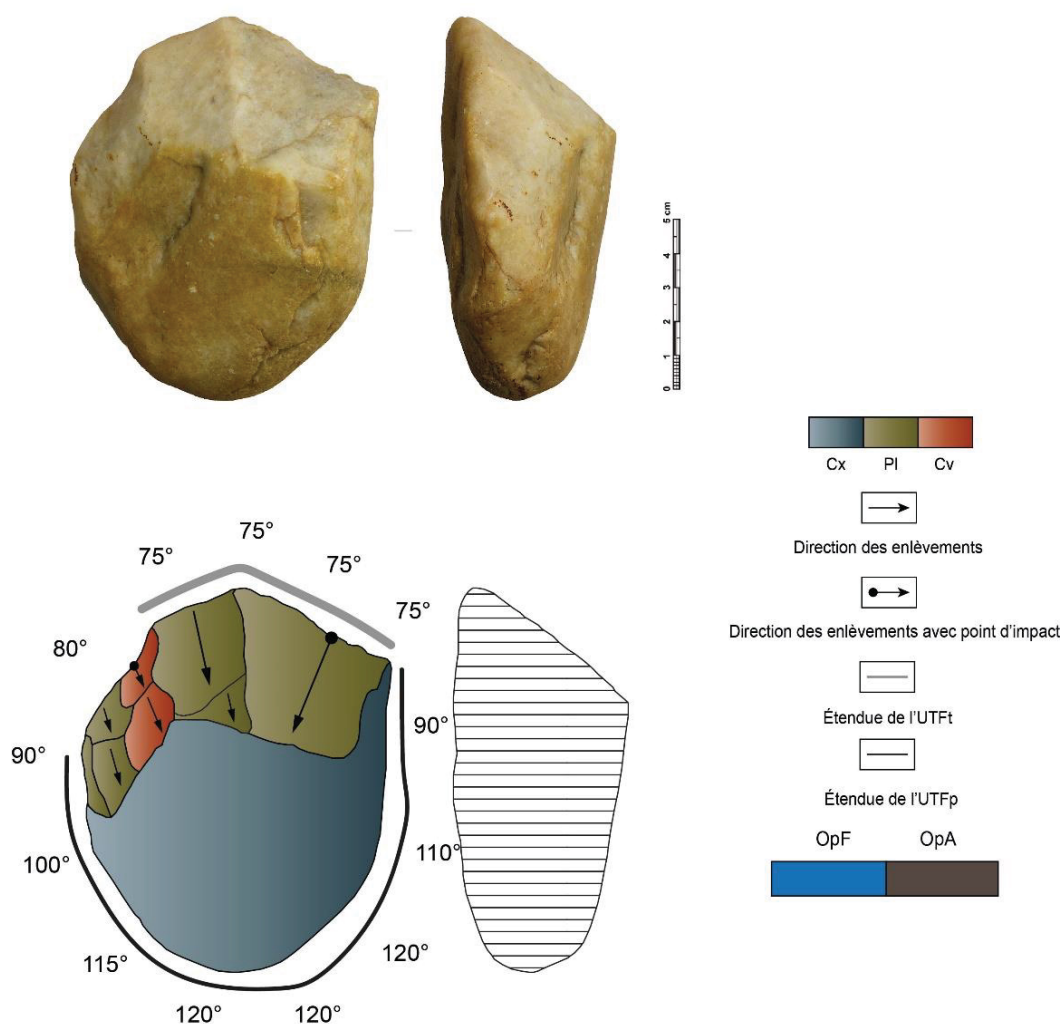 5 cm
4
3
2
1
0
Cx Pl Cv
Direction des enlèvements
Direction des enlèvements avec point d'impact
Étendue de l'UTFt
Étendue de l'UTFp
OpF OpA
75°
75°
75°
75°
80°
90°
90°
100°
110°
115°
120°
120°
120°